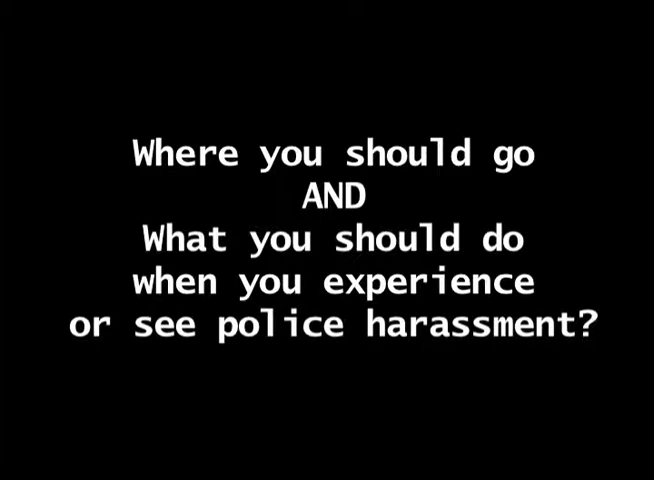 Where you should go
AND
What you should do
when you experience
or see police harassment?